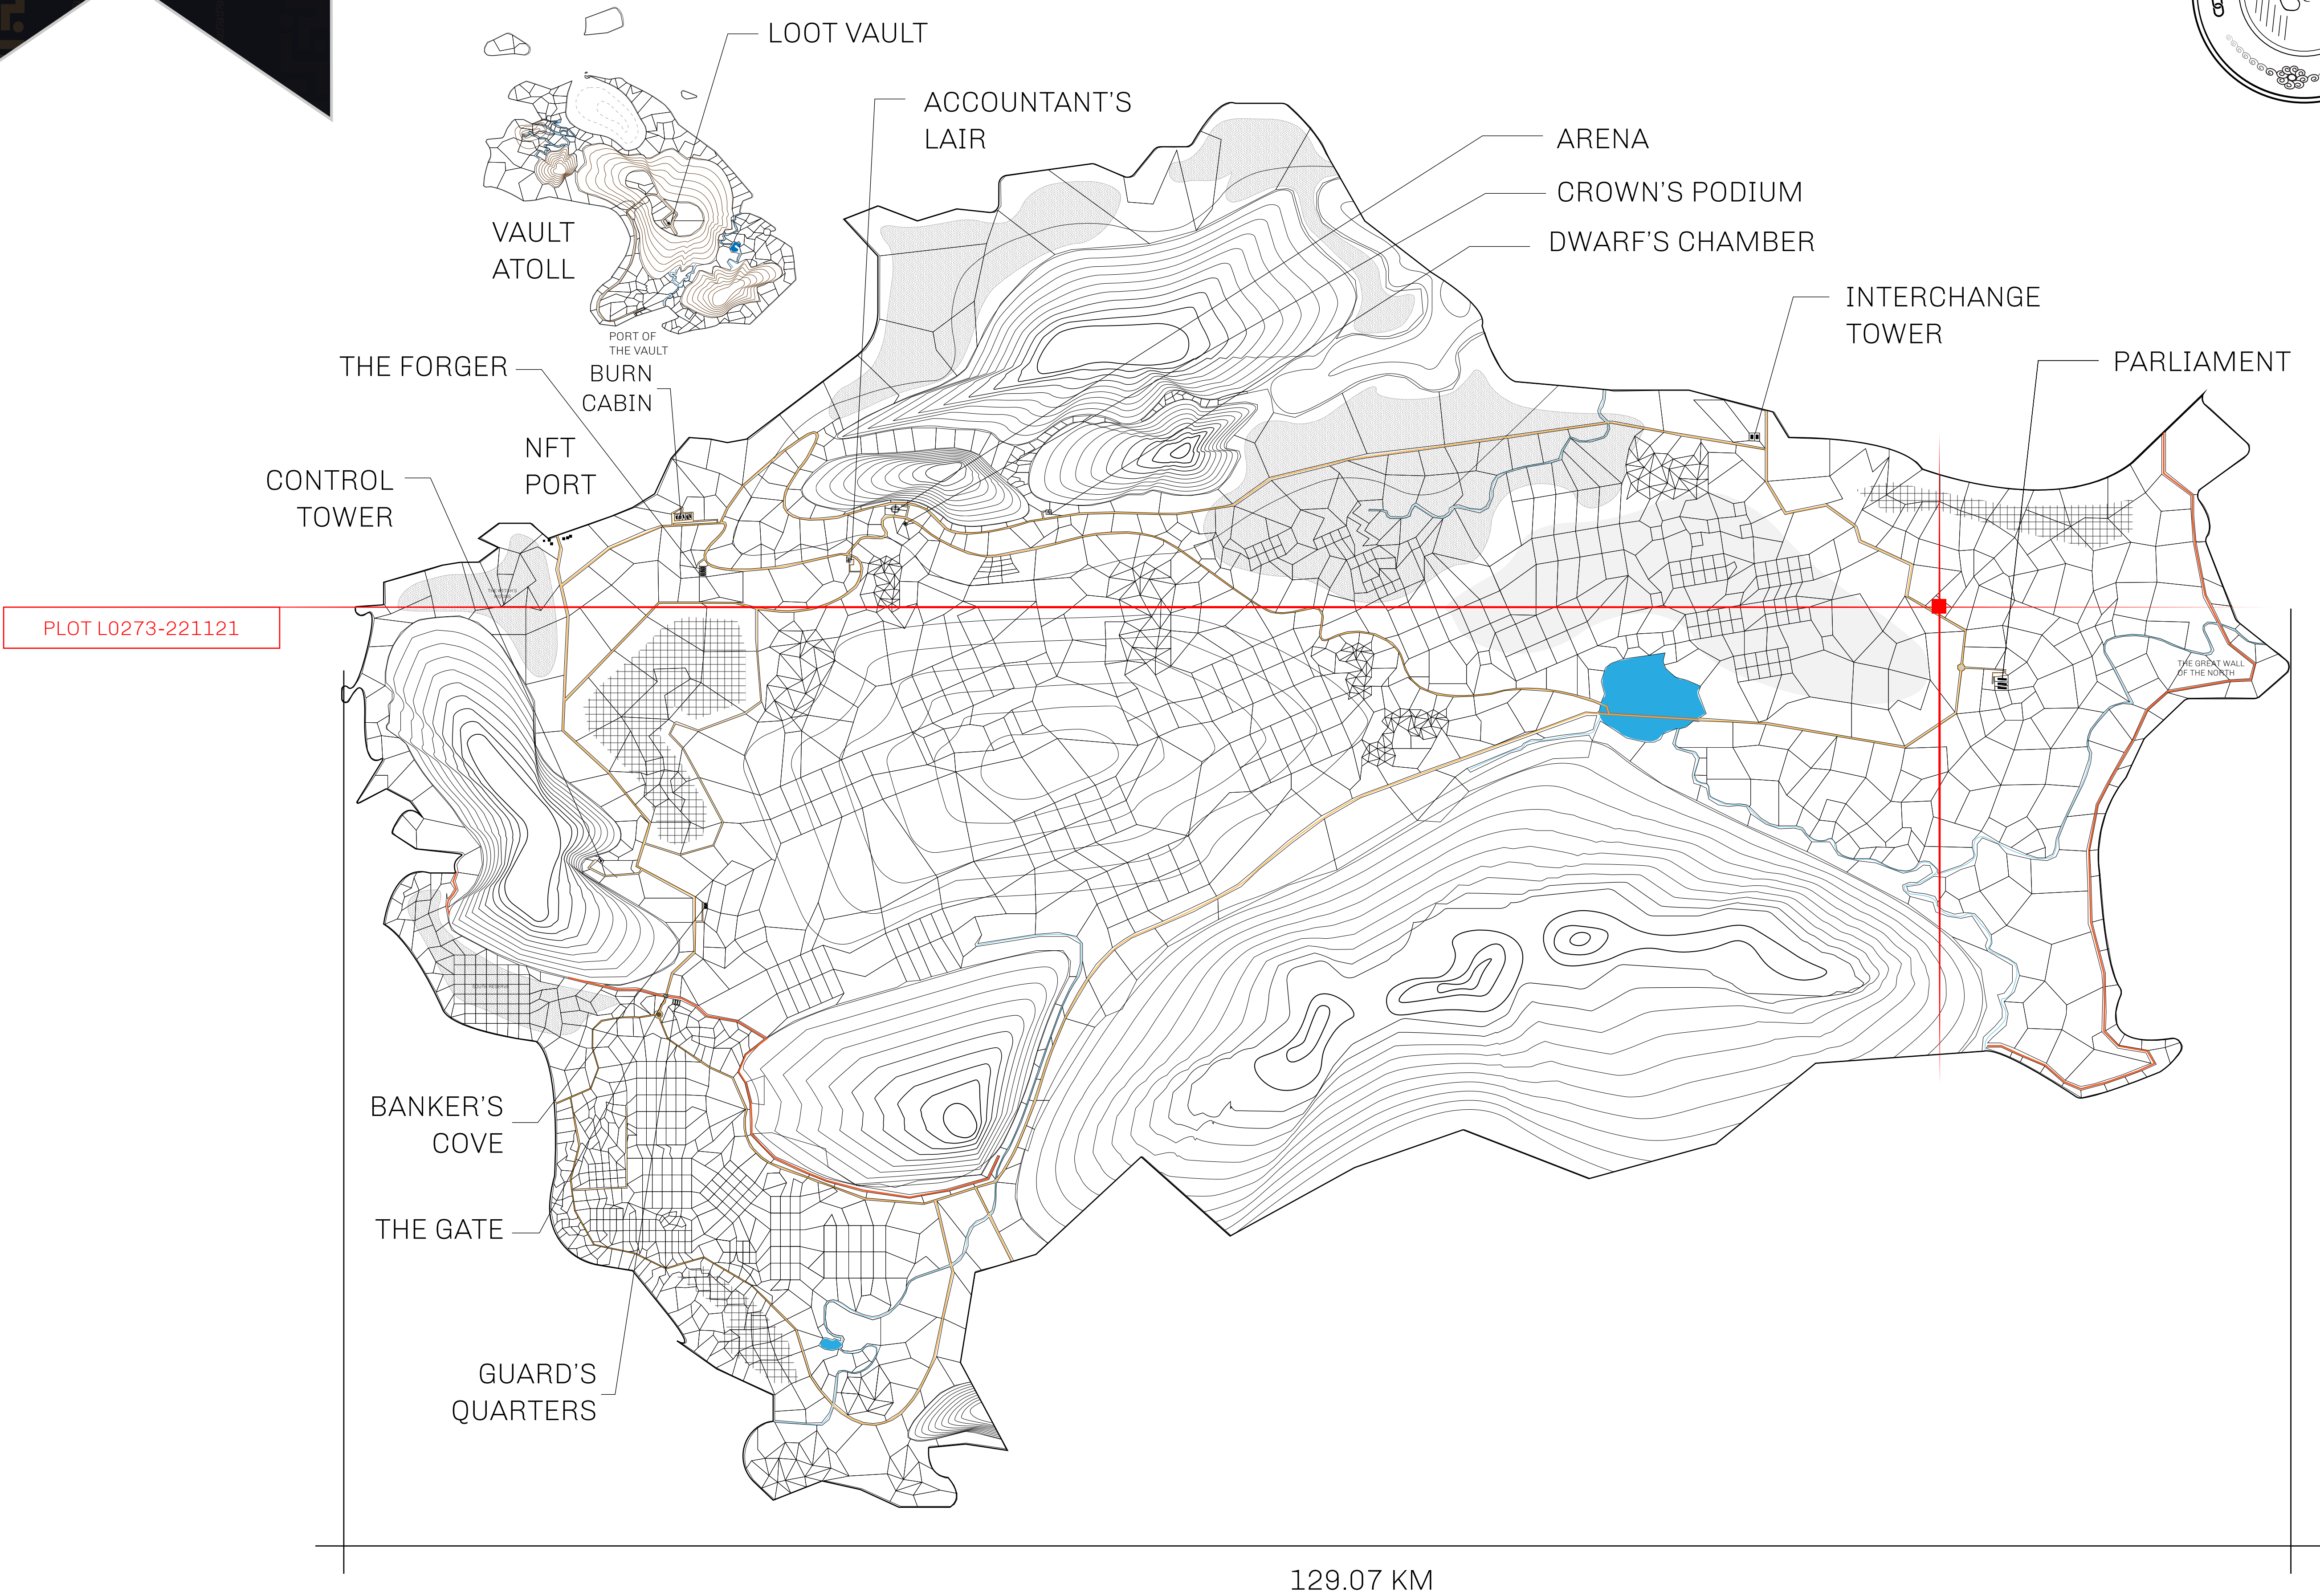 LOOT VAULT
ACCOUNTANT'S
LAIR
ARENA
CROWN'S PODIUM
DWARF'S CHAMBER
VAULT
ATOLL
INTERCHANGE
TOWER
PORT OF
THE VAULT
PARLIAMENT
THE FORGER
BURN
CABIN
NFT
PORT
CONTROL
TOWER
PLOT L0273-221121
THE GREAT WALL
OF THE NORTH
SOUTH RESERVE
BANKER'S
COVE
THE GATE
GUARD'S
QUARTERS
129.07 KM